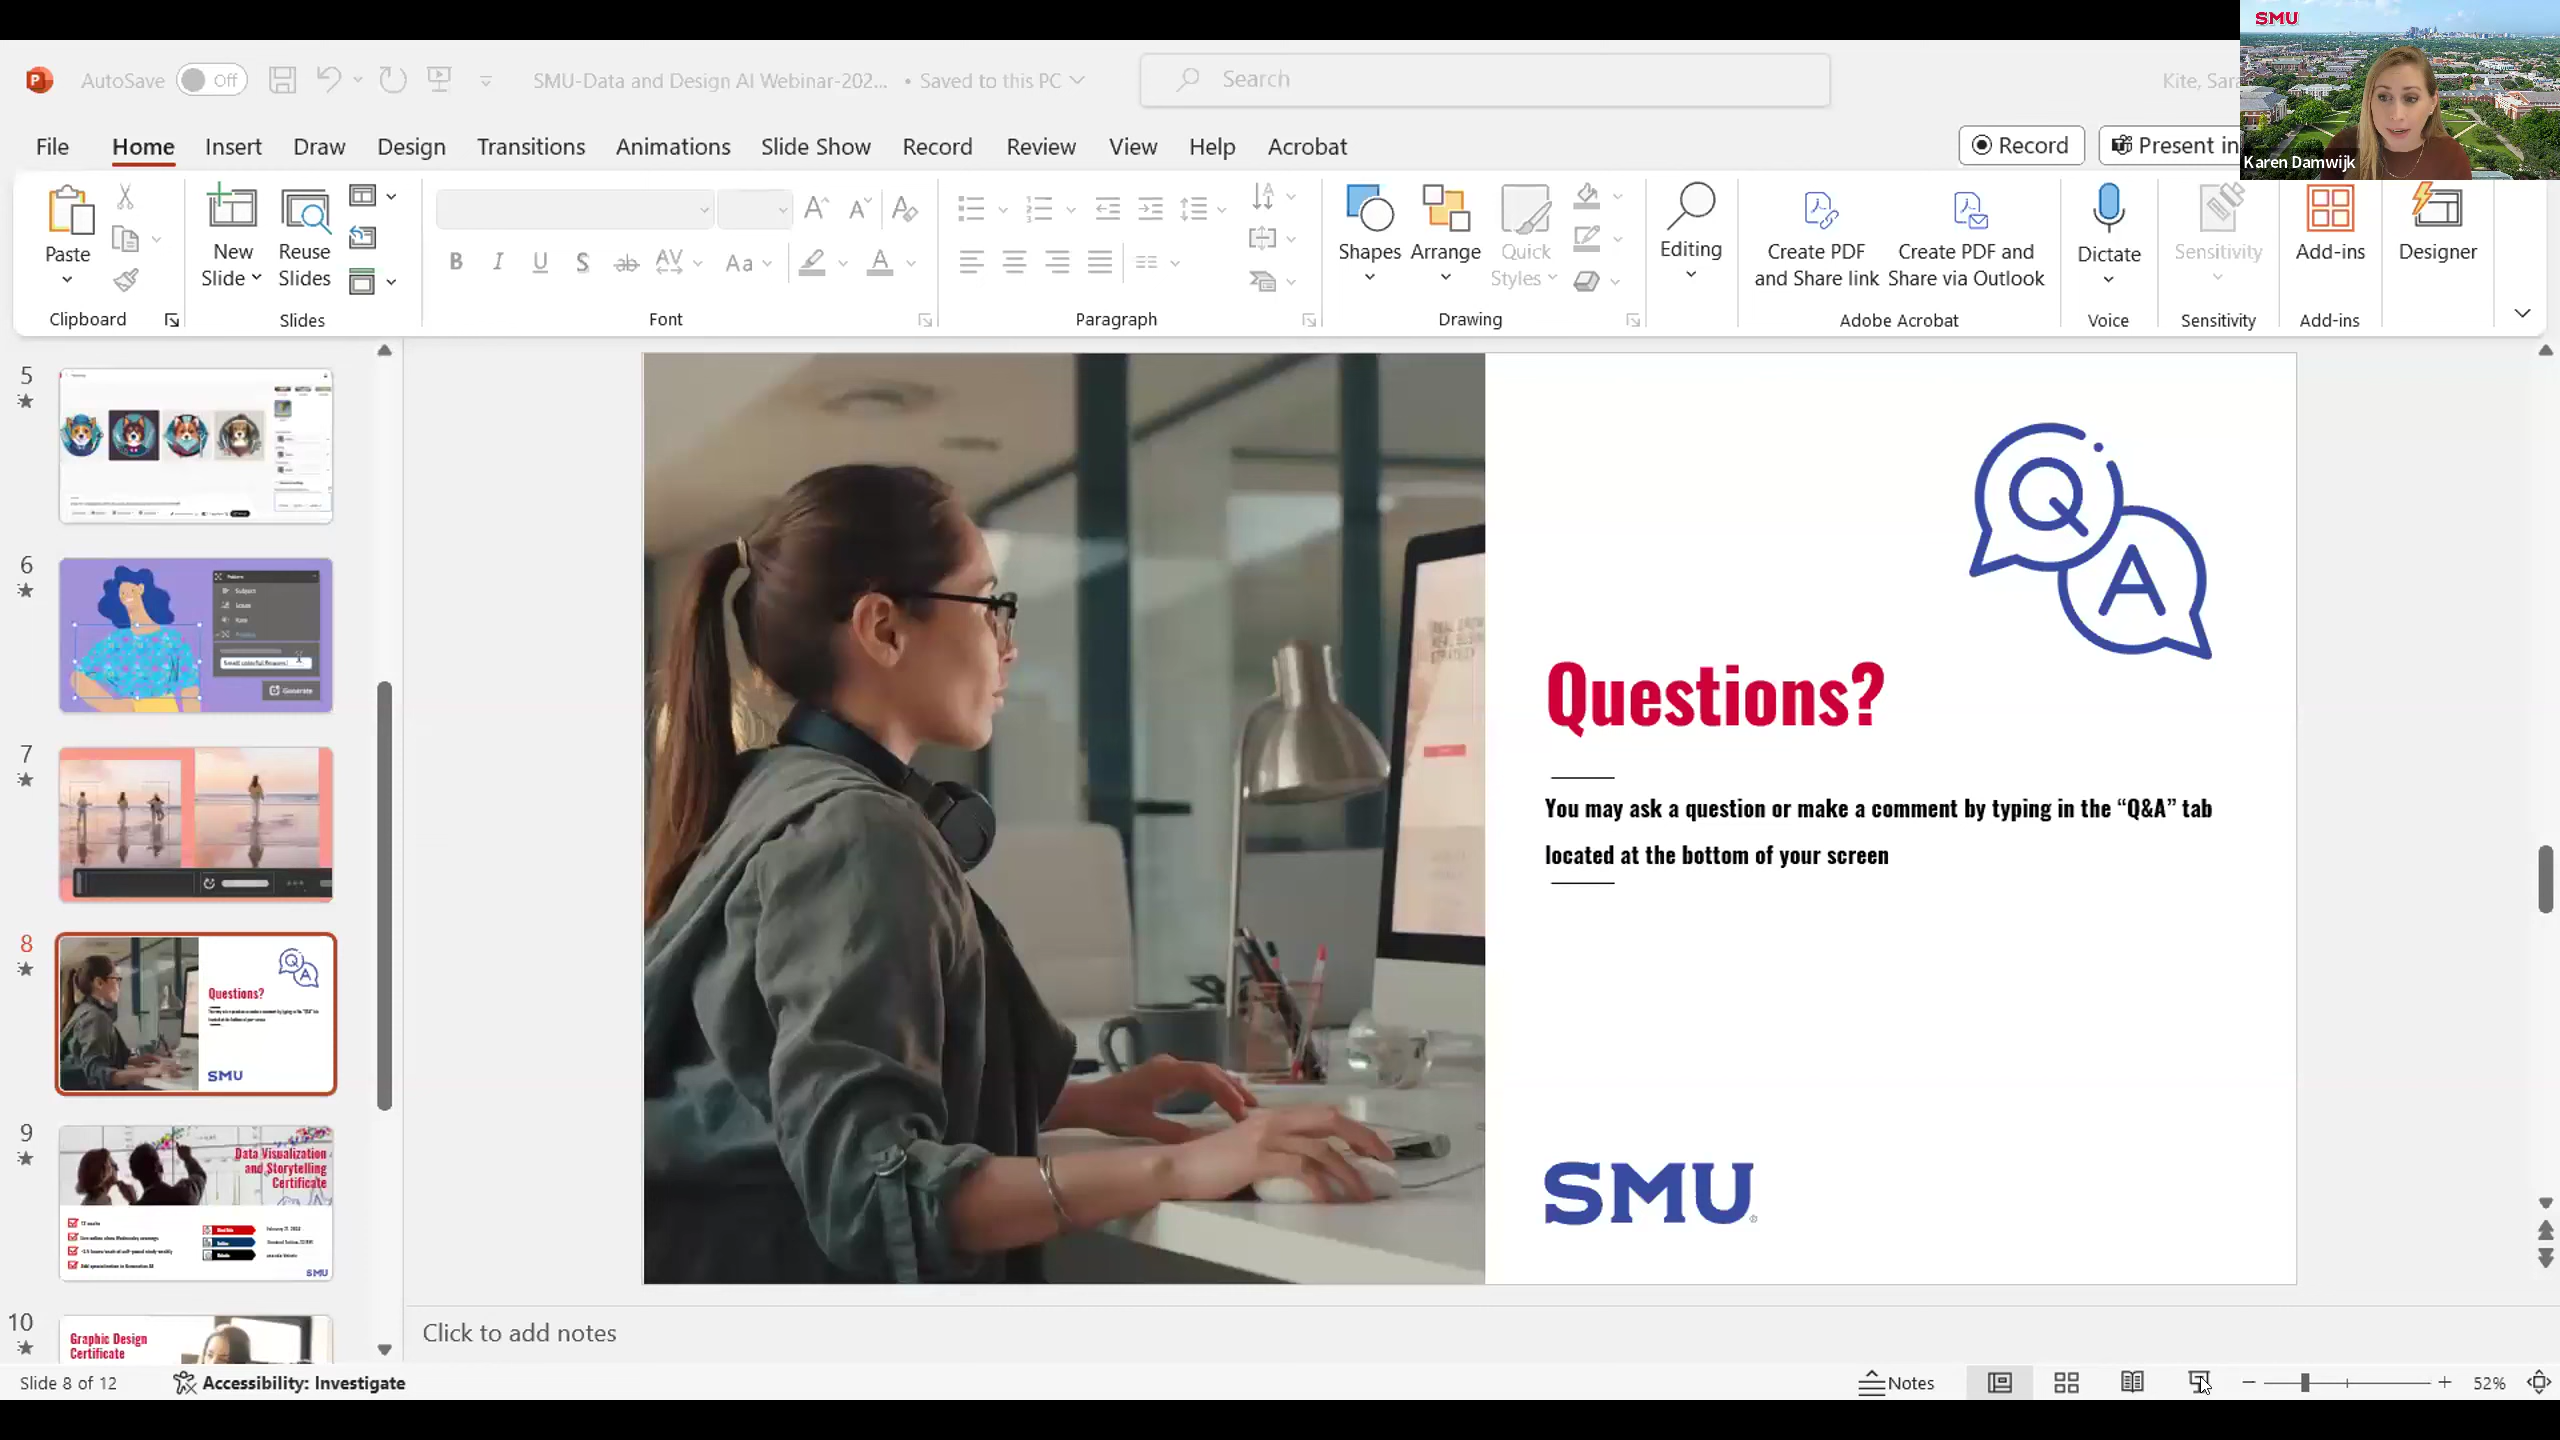 SMU
Karen Damwijk
AutoSave Off
SMU-Data and Design AI Webinar-202... • Saved to this PC
Search
Kite, Sara
File Home Insert Draw Design Transitions Animations Slide Show Record Review View Help Acrobat
Record
Present in
Paste
New Slide
Reuse Slides
B I U S ab AV Aa A
Shapes
Arrange
Quick Styles
Editing
Create PDF and Share link
Create PDF and Share via Outlook
Dictate
Sensitivity
Add-ins
Designer
Clipboard
Slides
Font
Paragraph
Drawing
Adobe Acrobat
Voice
Sensitivity
Add-ins
5
6
Subject
Generate
7
8
Questions?
SMU
9
Data Visualization
and Storytelling
Certificate
SMU
10
Graphic Design
Certificate
Q
A
Questions?
You may ask a question or make a comment by typing in the “Q&A” tab
located at the bottom of your screen
SMU
Click to add notes
Slide 8 of 12
Accessibility: Investigate
Notes
52%